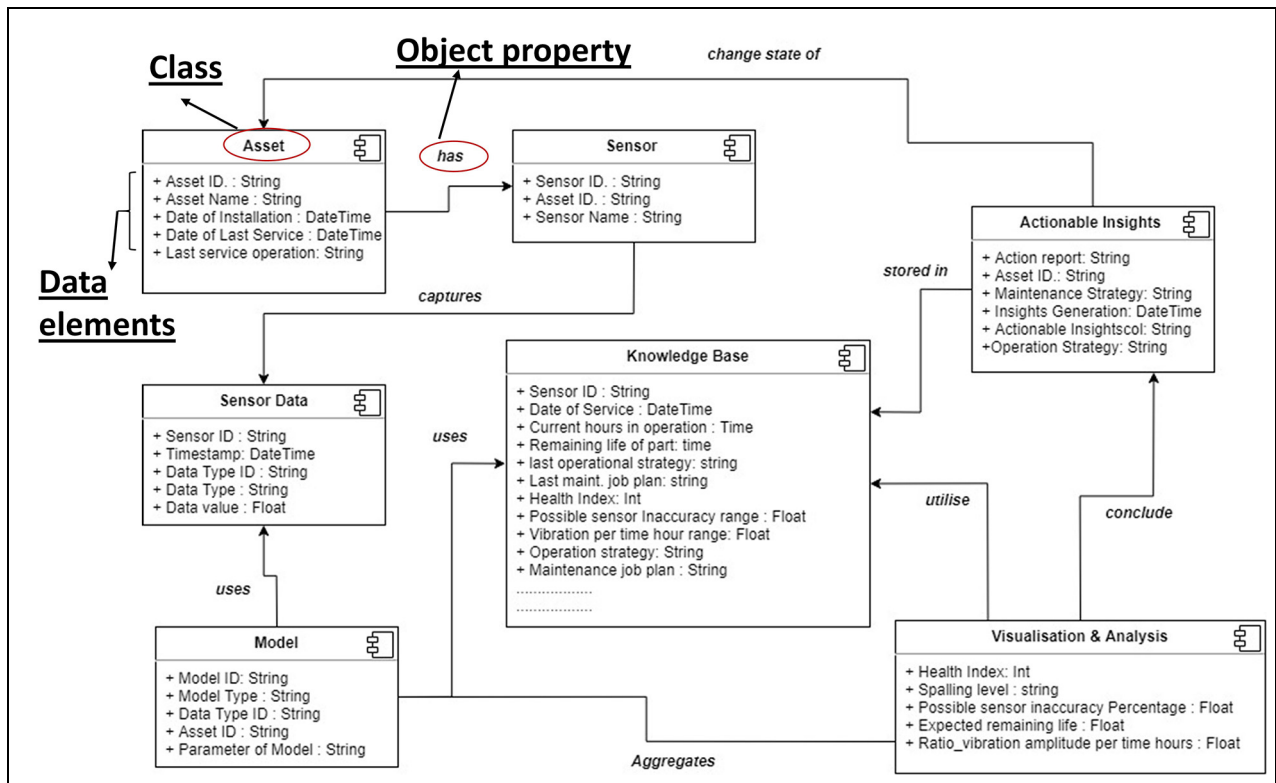 Class
Object property
change state of
Asset
+ Asset ID. : String
+ Asset Name : String
+ Date of Installation : DateTime
+ Date of Last Service : DateTime
+ Last service operation: String
has
Sensor
+ Sensor ID. : String
+ Asset ID. : String
+ Sensor Name : String
Data
elements
captures
Actionable Insights
+ Action report: String
+ Asset ID.: String
+ Maintenance Strategy: String
+ Insights Generation: DateTime
+ Actionable Insightscol: String
+Operation Strategy: String
stored in
Sensor Data
+ Sensor ID : String
+ Timestamp: DateTime
+ Data Type ID : String
+ Data Type : String
+ Data value : Float
uses
Knowledge Base
+ Sensor ID : String
+ Date of Service : DateTime
+ Current hours in operation : Time
+ Remaining life of part: time
+ last operational strategy: string
+ Last maint. job plan: string
+ Health Index: Int
+ Possible sensor Inaccuracy range : Float
+ Vibration per time hour range: Float
+ Operation strategy: String
+ Maintenance job plan : String
..................
..................
utilise
conclude
uses
Model
+ Model ID: String
+ Model Type : String
+ Data Type ID : String
+ Asset ID : String
+ Parameter of Model : String
Visualisation & Analysis
+ Health Index: Int
+ Spalling level : string
+ Possible sensor inaccuracy Percentage : Float
+ Expected remaining life : Float
+ Ratio_vibration amplitude per time hours : Float
Aggregates